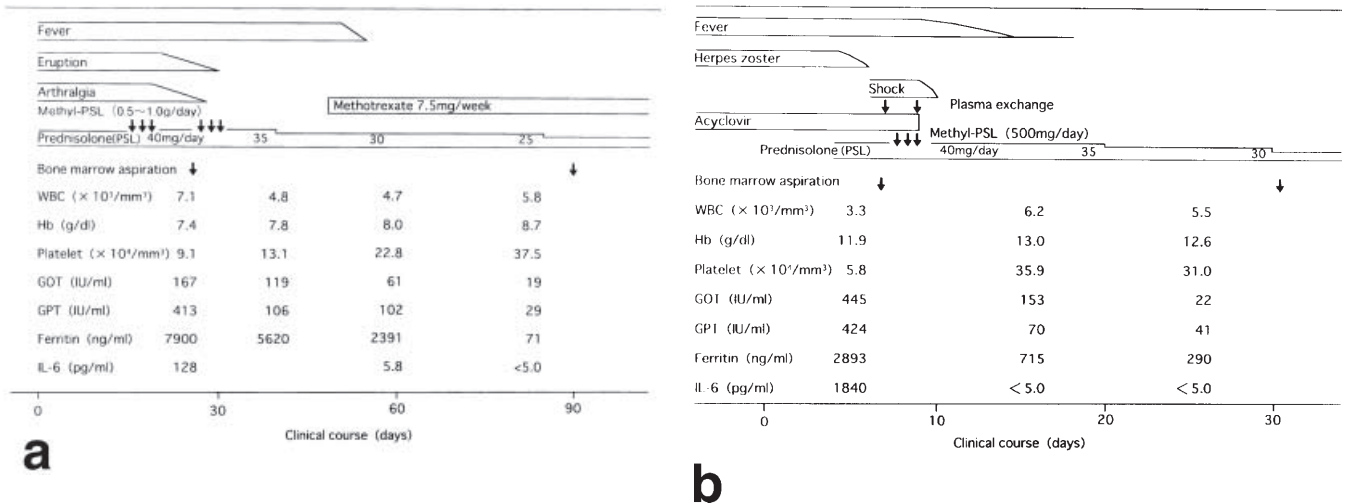 Fever
Eruption
Arthralgia
Methyl-PSL (0.5~1.0g/day)
Methotrexate 7.5mg/week
Prednisolone(PSL) 40mg/day 35 30 25
Bone marrow aspiration
WBC (× 10³/mm³) 7.1 4.8 4.7 5.8
Hb (g/dl) 7.4 7.8 8.0 8.7
Platelet (× 10⁴/mm³) 9.1 13.1 22.8 37.5
GOT (IU/ml) 167 119 61 19
GPT (IU/ml) 413 106 102 29
Ferritin (ng/ml) 7900 5620 2391 71
IL-6 (pg/ml) 128 5.8 <5.0
0 30 60 90
Clinical course (days)
a
Fever
Herpes zoster
Shock
Plasma exchange
Acyclovir
Methyl-PSL (500mg/day)
Prednisolone (PSL) 40mg/day 35 30
Bone marrow aspiration
WBC (× 10³/mm³) 3.3 6.2 5.5
Hb (g/dl) 11.9 13.0 12.6
Platelet (× 10⁴/mm³) 5.8 35.9 31.0
GOT (IU/ml) 445 153 22
GPT (IU/ml) 424 70 41
Ferritin (ng/ml) 2893 715 290
IL-6 (pg/ml) 1840 <5.0 <5.0
0 10 20 30
Clinical course (days)
b